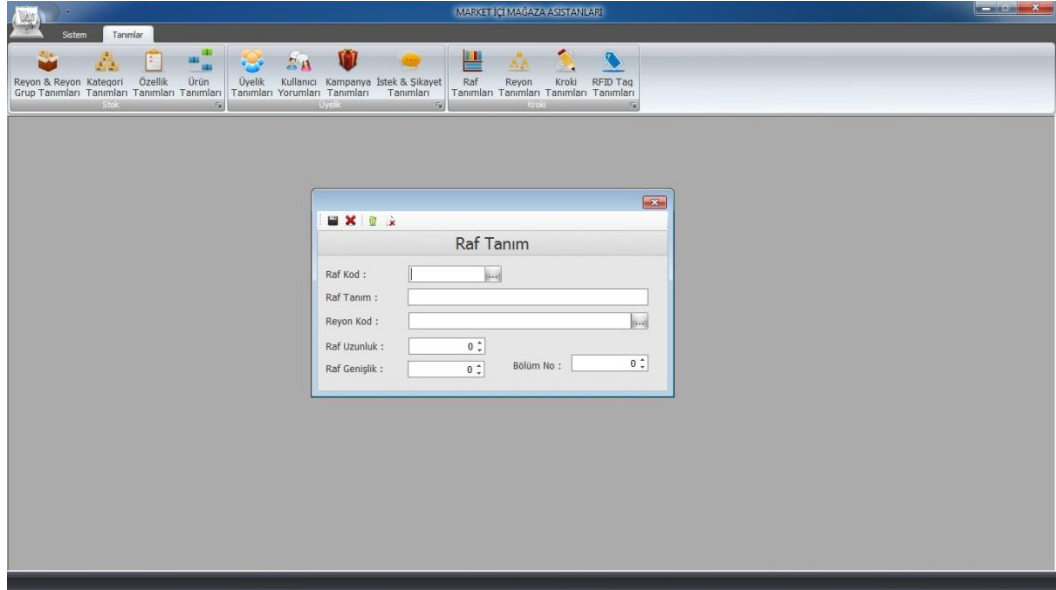 MARKET İÇİ MAĞAZA ASİSTANLARI
Sistem Tanımlar
Reyon & Reyon Kategori Özellik Ürün Üyelik Kullanıcı Kampanya İstek & Şikayet Raf Reyon Kroki RFID Taq
Grup Tanımları Tanımları Tanımları Tanımları Tanımları Yorumları Tanımları Tanımları Tanımları Tanımları Tanımları Tanımları
Stok Üyelik Kroki
Raf Tanım
Raf Kod : [...]
Raf Tanım :
Reyon Kod : [...]
Raf Uzunluk : 0
Raf Genişlik : 0 Bölüm No : 0